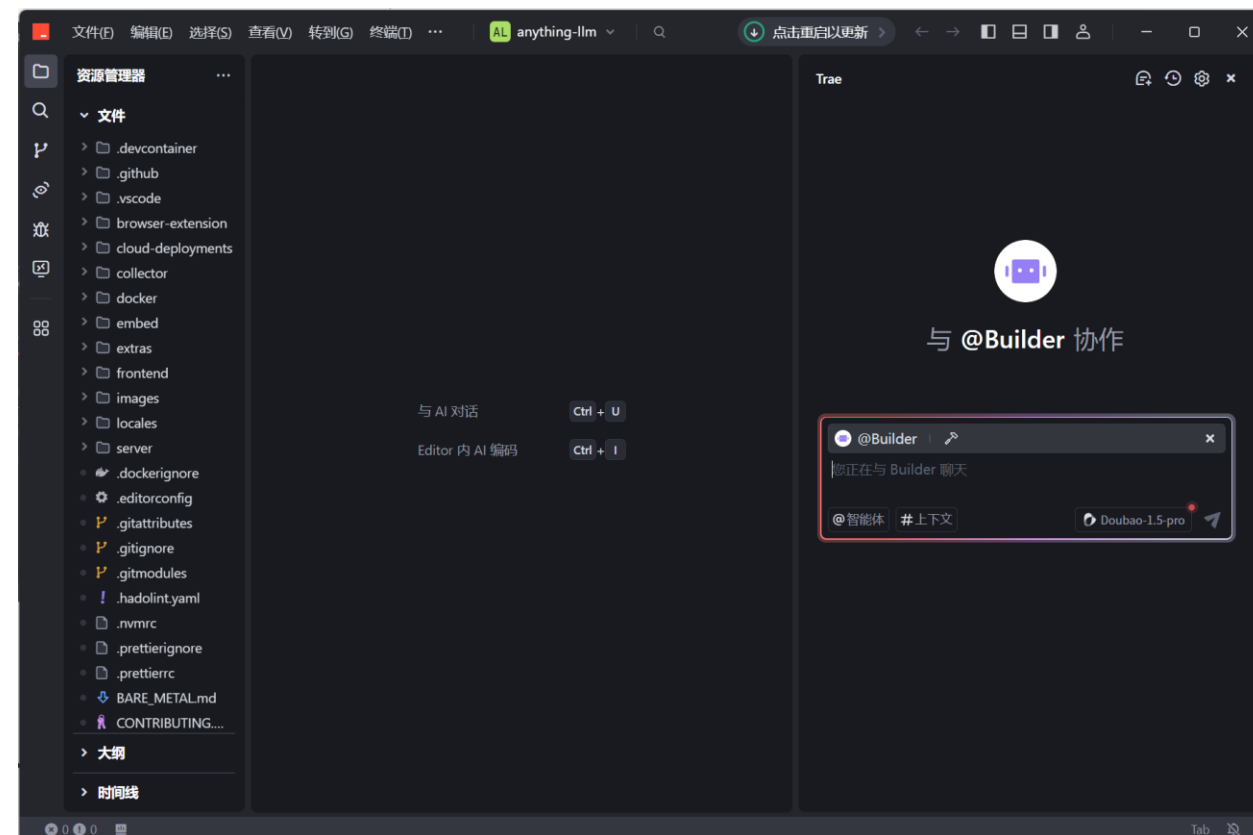 文件(F) 编辑(E) 选择(S) 查看(V) 转到(G) 终端(T) ··· AL anything-llm 点击重启以更新
资源管理器 ···
文件
.devcontainer
.github
.vscode
browser-extension
cloud-deployments
collector
docker
embed
extras
frontend
images
locales
server
.dockerignore
.editorconfig
.gitattributes
.gitignore
.gitmodules
.hadolint.yaml
.nvmrc
.prettierignore
.prettierrc
BARE_METAL.md
CONTRIBUTING....
大纲
时间线
与 AI 对话 Ctrl + U
Editor 内 AI 编码 Ctrl + I
Trae
与 @Builder 协作
@Builder
您正在与 Builder 聊天
@智能体 #上下文 Doubao-1.5-pro
0 0 Tab